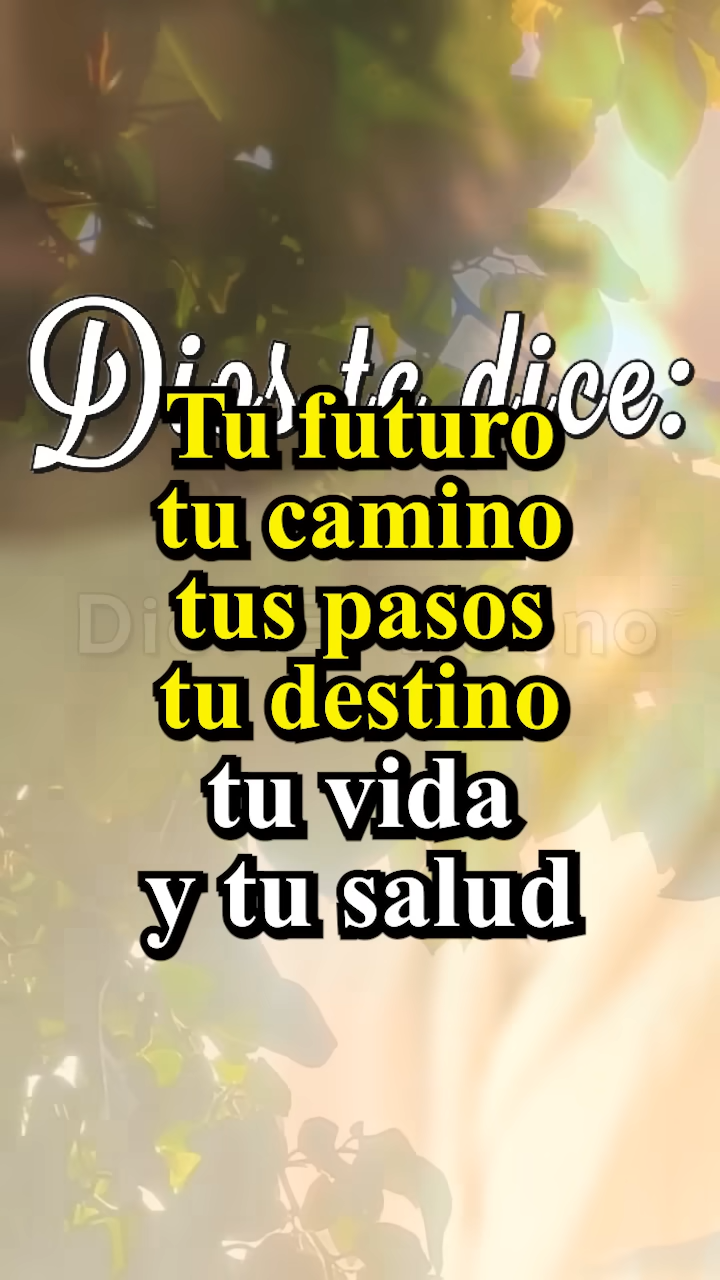 Dios te dice:
Tu futuro
tu camino
tus pasos
tu destino
tu vida
y tu salud